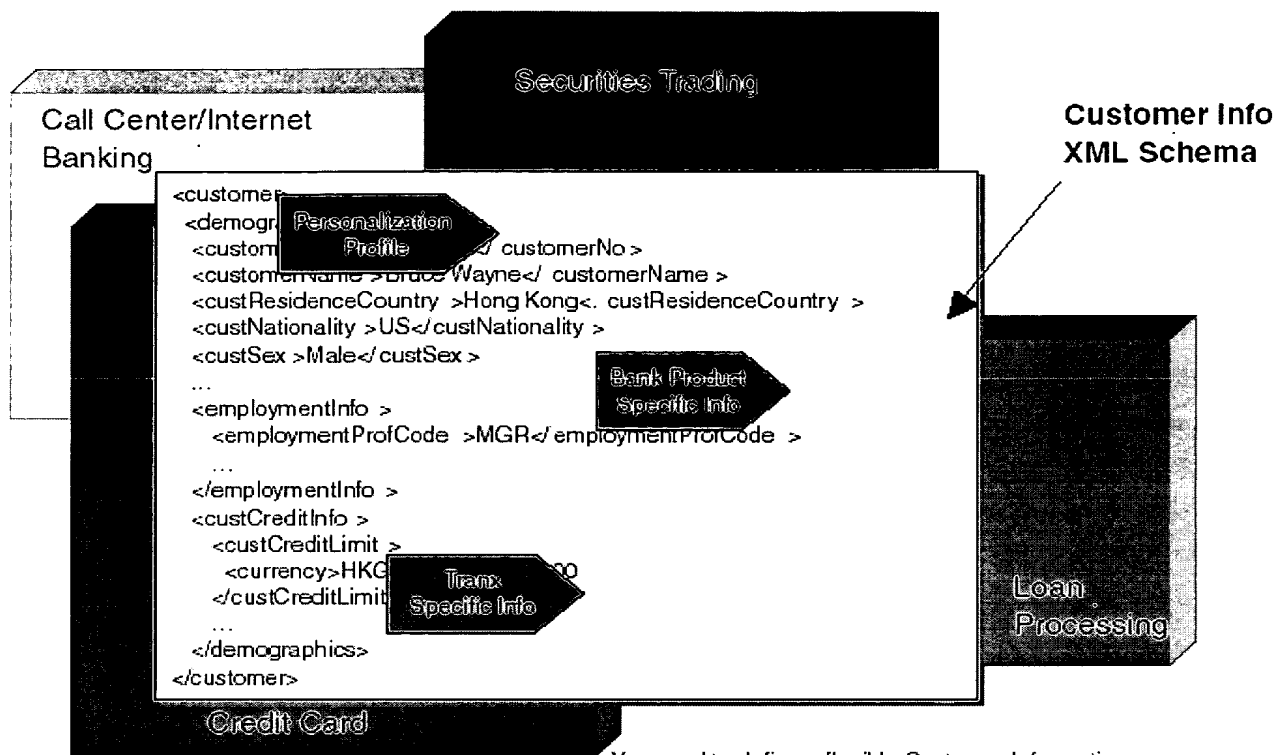 Securities Trading
Call Center/Internet
Banking
Customer Info
XML Schema
<customer>
<demogr
Personalization
Profile
<custom </ customerNo >
<customerName >Bruce Wayne</ customerName >
<custResidenceCountry >Hong Kong<. custResidenceCountry >
<custNationality >US</custNationality >
<custSex >Male</custSex >
...
Bank Product
Specific Info
<employmentInfo >
<employmentProfCode >MGR</employmentProfCode >
...
</employmentInfo >
<custCreditInfo >
<custCreditLimit >
<currency>HKG
</custCreditLimit
Tranx
Specific Info
...
</demographics>
</customer>
Loan
Processing
Credit Card